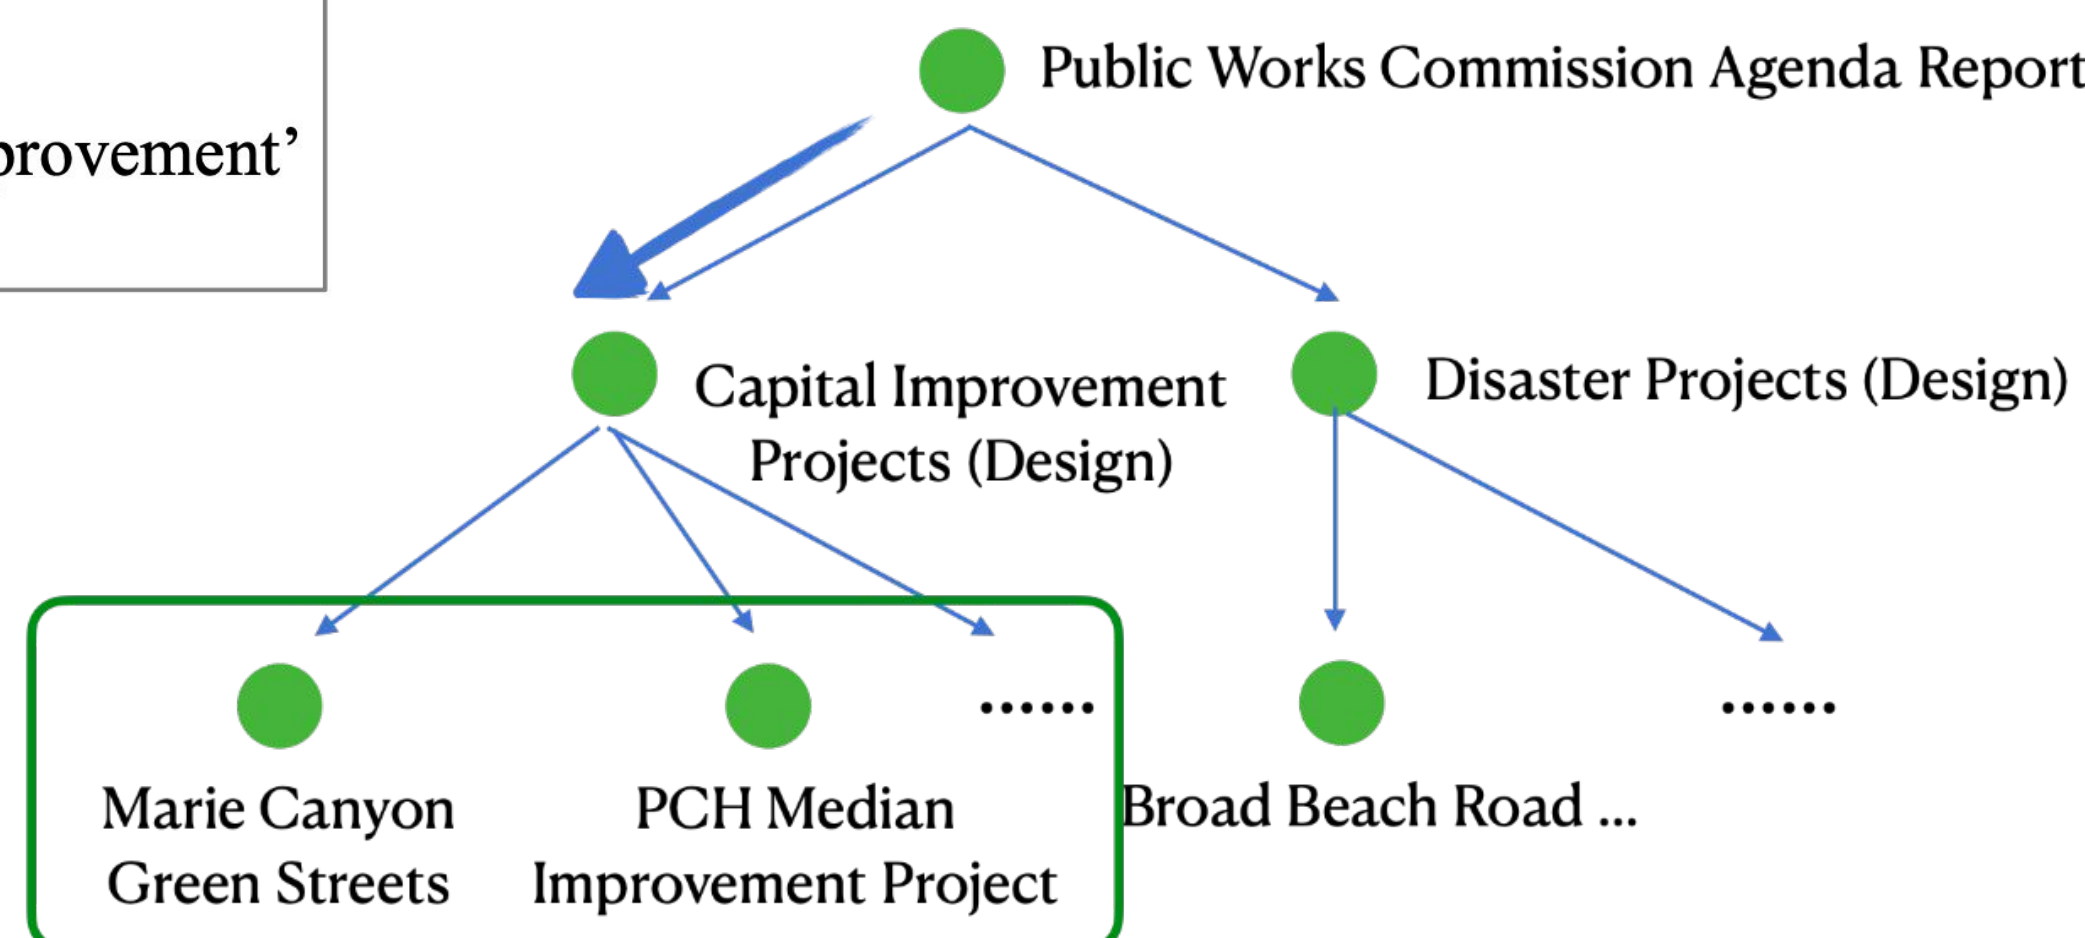 Public Works Commission Agenda Report
provement’
Capital Improvement
Projects (Design)
Disaster Projects (Design)
......
......
Marie Canyon
Green Streets
PCH Median
Improvement Project
Broad Beach Road ...